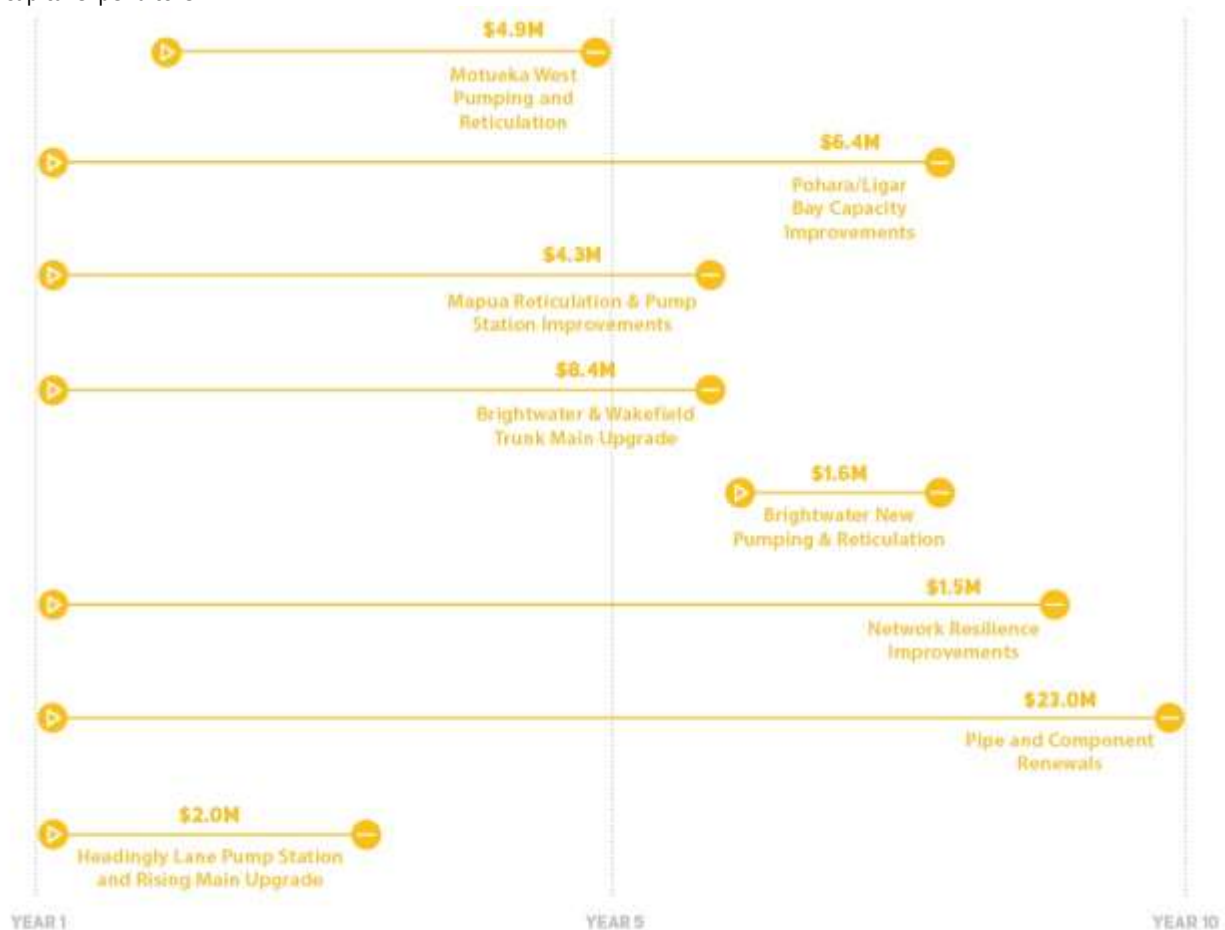 $4.9M
Motueka West
Pumping and
Reticulation
$6.4M
Pohara/Ligar
Bay Capacity
Improvements
$4.3M
Mapua Reticulation & Pump
Station Improvements
$8.4M
Brightwater & Wakefield
Trunk Main Upgrade
$1.6M
Brightwater New
Pumping & Reticulation
$1.5M
Network Resilience
Improvements
$23.0M
Pipe and Component
Renewals
$2.0M
Headingly Lane Pump Station
and Rising Main Upgrade
YEAR 1
YEAR 5
YEAR 10